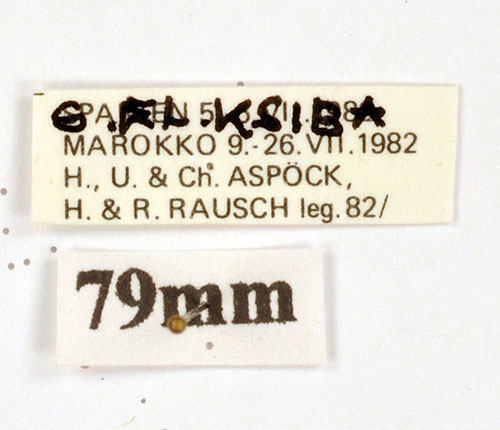 G. EL KSIBA
MAROKKO 9.-26.VII.1982
H., U. & Ch. ASPÖCK,
H. & R. RAUSCH leg. 82/
79mm